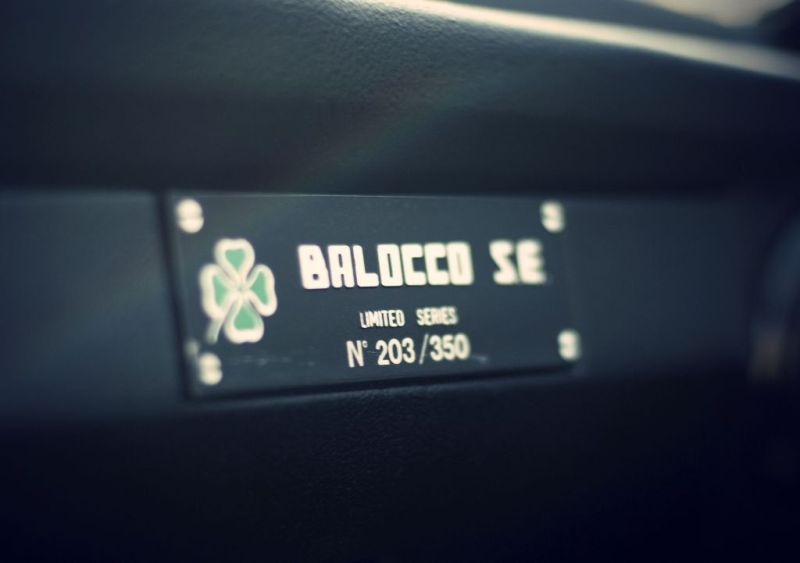 BALOCCO S.E.
LIMITED SERIES
N° 203/350